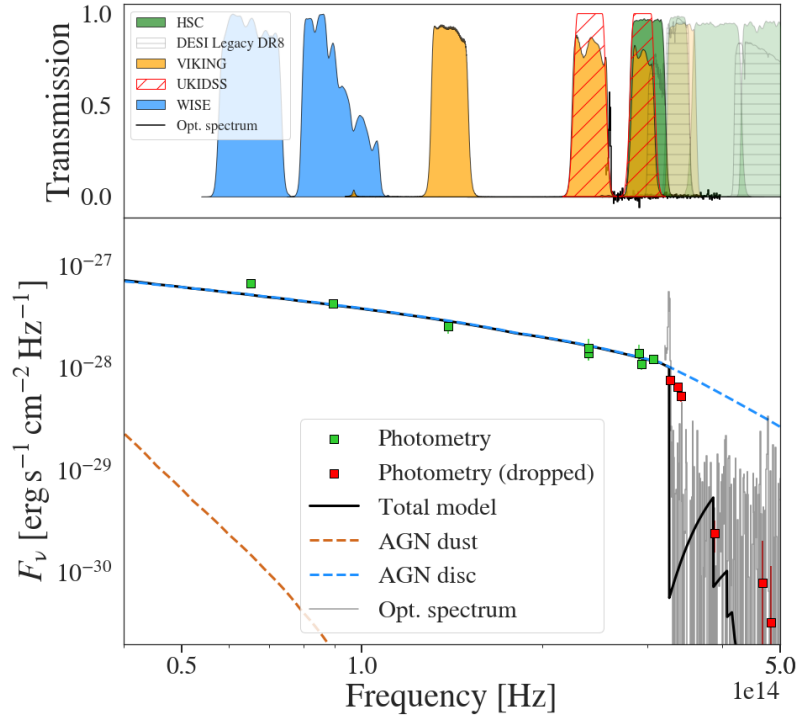 1.0
0.5
0.0
Transmission
HSC
DESI Legacy DR8
VIKING
UKIDSS
WISE
Opt. spectrum
10⁻²⁷
10⁻²⁸
10⁻²⁹
10⁻³⁰
F_ν [erg s⁻¹ cm⁻² Hz⁻¹]
Photometry
Photometry (dropped)
Total model
AGN dust
AGN disc
Opt. spectrum
0.5
1.0
5.0
1e14
Frequency [Hz]